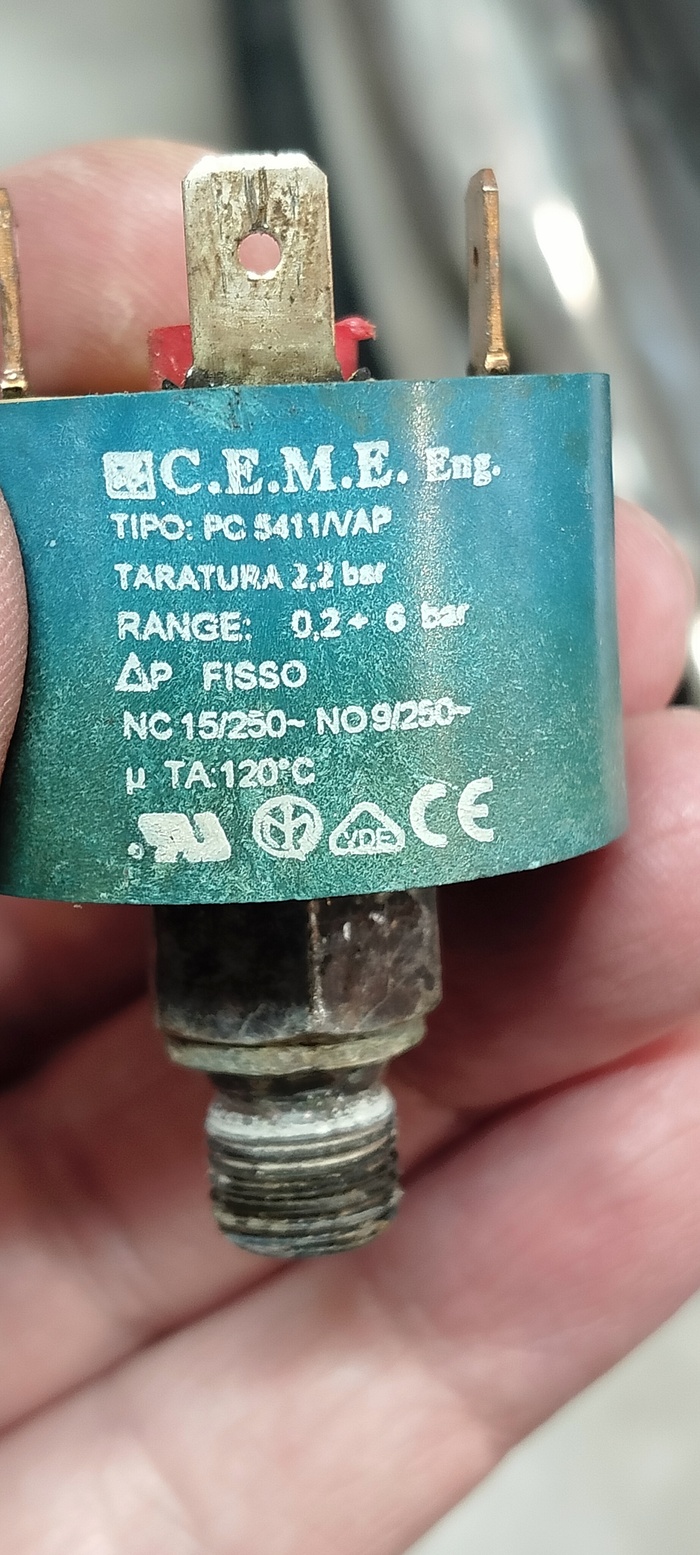 C.E.M.E. Eng.
TIPO: PC 5411/VAP
TARATURA 2,2 bar
RANGE: 0,2 ÷ 6 bar
ΔP FISSO
NC 15/250~ NO 9/250~
µ TA:120°C
VDE CE